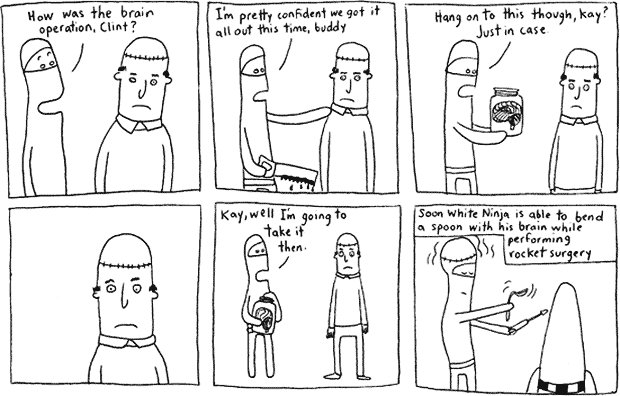 How was the brain
operation, Clint?
I'm pretty confident we got it
all out this time, buddy
Hang on to this though, kay?
Just in case.
Kay, well I'm going to
take it
then.
Soon White Ninja is able to bend
a spoon with his brain while
performing
rocket surgery